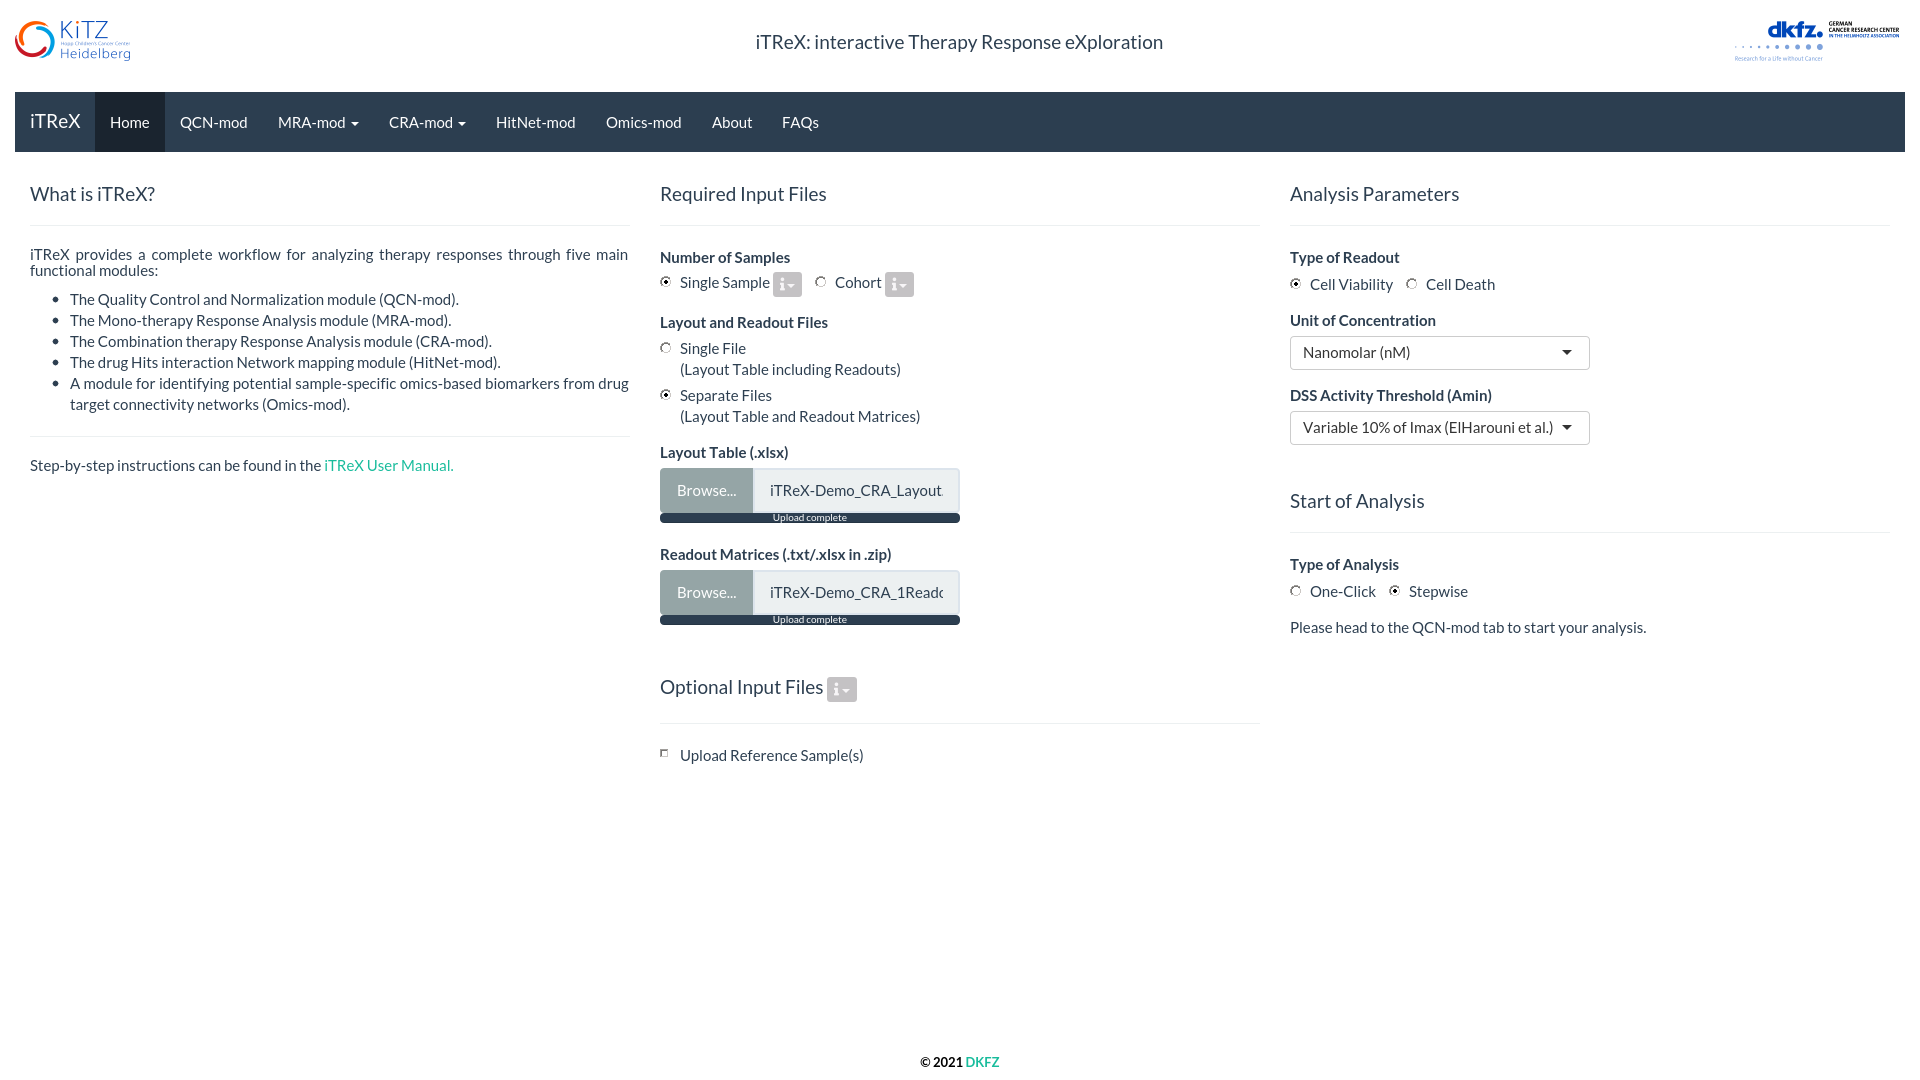 KiTZ
Hopp Children's Cancer Center
Heidelberg
iTReX: interactive Therapy Response eXploration
dkfz.
GERMAN
CANCER RESEARCH CENTER
IN THE HELMHOLTZ ASSOCIATION
Research for a Life without Cancer
iTReX Home QCN-mod MRA-mod CRA-mod HitNet-mod Omics-mod About FAQs
What is iTReX?
iTReX provides a complete workflow for analyzing therapy responses through five main
functional modules:
The Quality Control and Normalization module (QCN-mod).
The Mono-therapy Response Analysis module (MRA-mod).
The Combination therapy Response Analysis module (CRA-mod).
The drug Hits interaction Network mapping module (HitNet-mod).
A module for identifying potential sample-specific omics-based biomarkers from drug
target connectivity networks (Omics-mod).
Step-by-step instructions can be found in the iTReX User Manual.
Required Input Files
Number of Samples
Single Sample Cohort
Layout and Readout Files
Single File
(Layout Table including Readouts)
Separate Files
(Layout Table and Readout Matrices)
Layout Table (.xlsx)
Browse... iTReX-Demo_CRA_Layout.
Upload complete
Readout Matrices (.txt/.xlsx in .zip)
Browse... iTReX-Demo_CRA_1Reado
Upload complete
Optional Input Files
Upload Reference Sample(s)
Analysis Parameters
Type of Readout
Cell Viability Cell Death
Unit of Concentration
Nanomolar (nM)
DSS Activity Threshold (Amin)
Variable 10% of Imax (ElHarouni et al.)
Start of Analysis
Type of Analysis
One-Click Stepwise
Please head to the QCN-mod tab to start your analysis.
© 2021 DKFZ